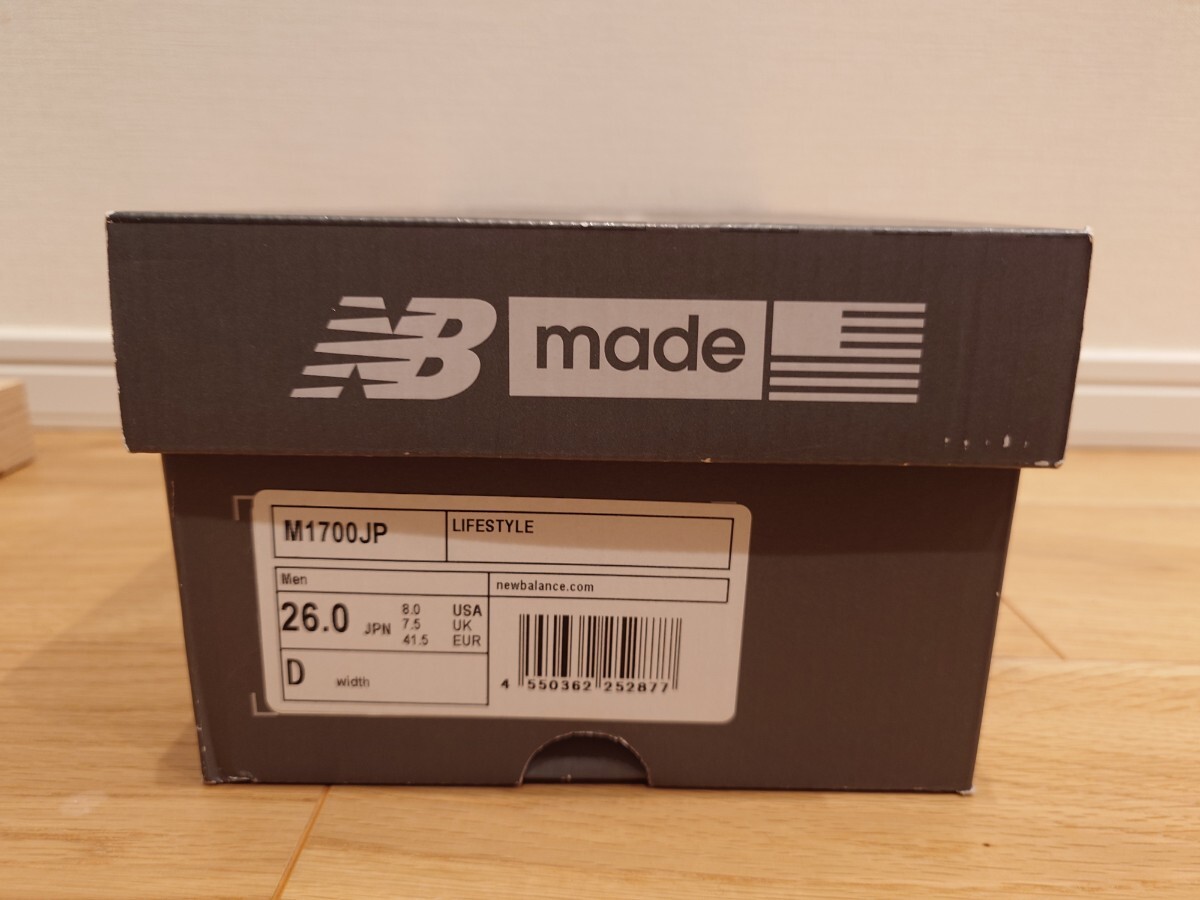 NB made
M1700JP
LIFESTYLE
Men
newbalance.com
26.0 JPN
8.0 USA
7.5 UK
41.5 EUR
D width
4 550362 252877